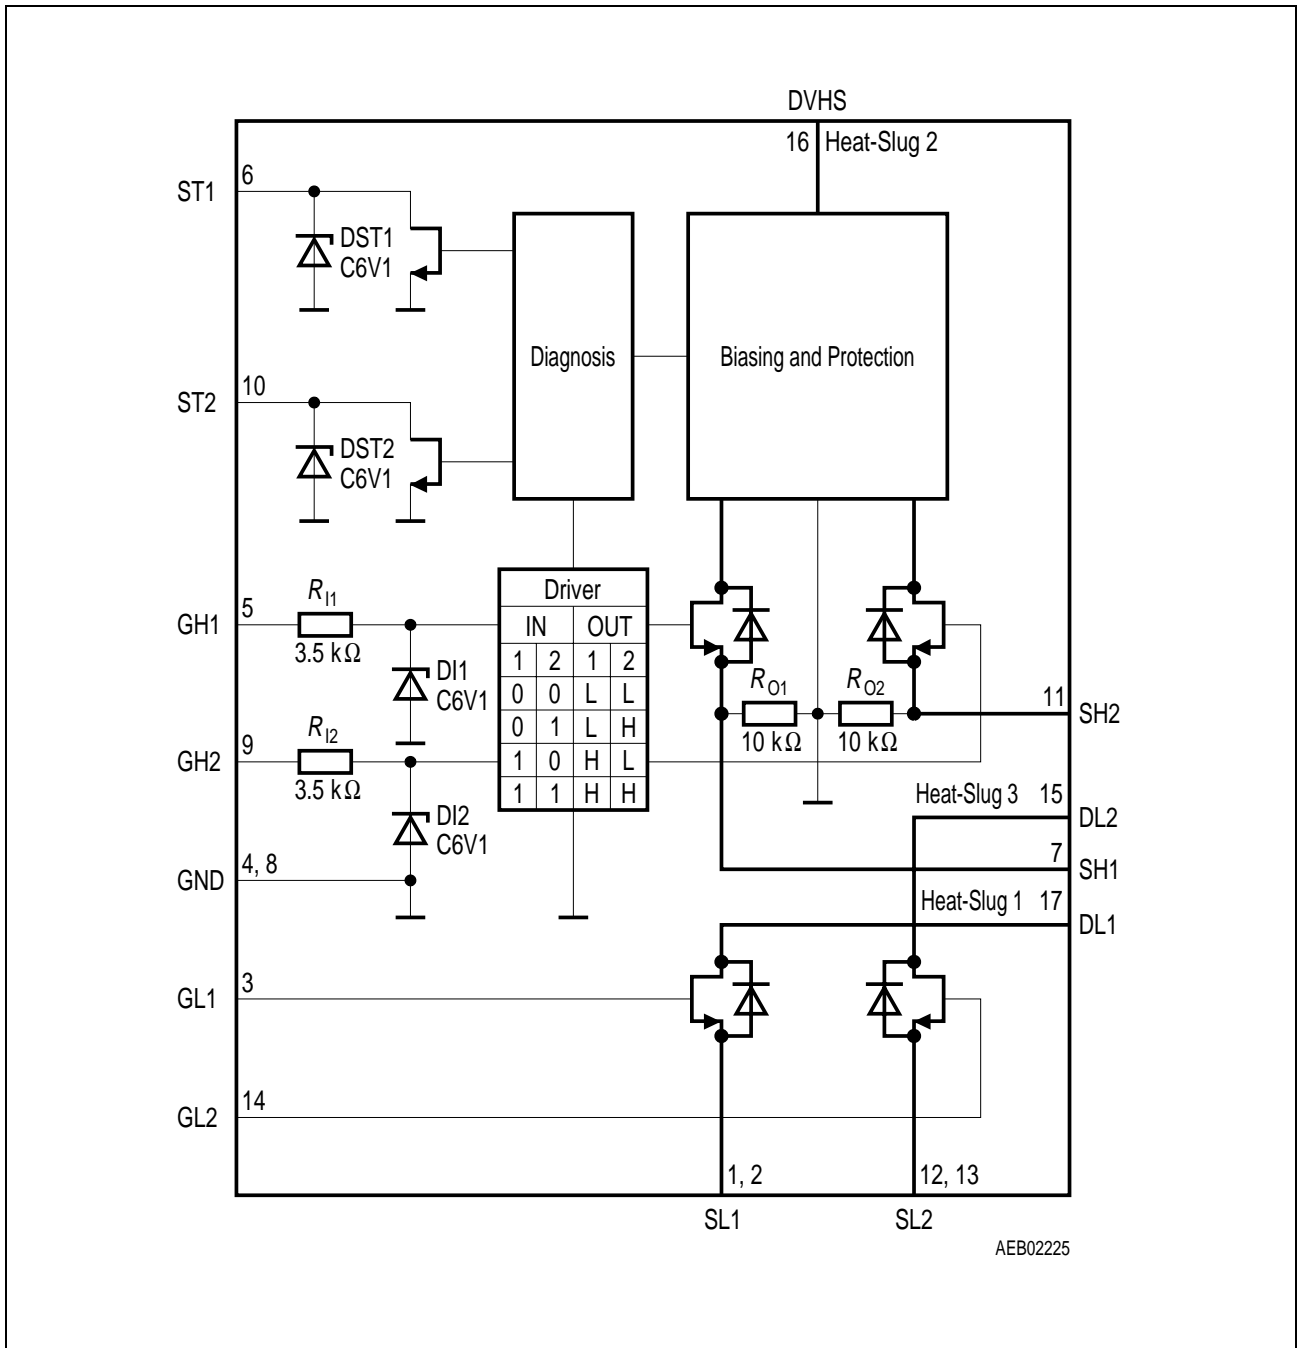 DVHS
16 Heat-Slug 2
ST1 6
DST1
C6V1
Diagnosis
Biasing and Protection
ST2 10
DST2
C6V1
GH1 5
R I1
3.5 kΩ
DI1
C6V1
GH2 9
R I2
3.5 kΩ
DI2
C6V1
GND 4, 8
Driver
IN OUT
1 2 1 2
0 0 L L
0 1 L H
1 0 H L
1 1 H H
R O1
10 kΩ
R O2
10 kΩ
11 SH2
Heat-Slug 3 15
DL2
7
SH1
Heat-Slug 1 17
DL1
GL1 3
GL2 14
1, 2
SL1
12, 13
SL2
AEB02225